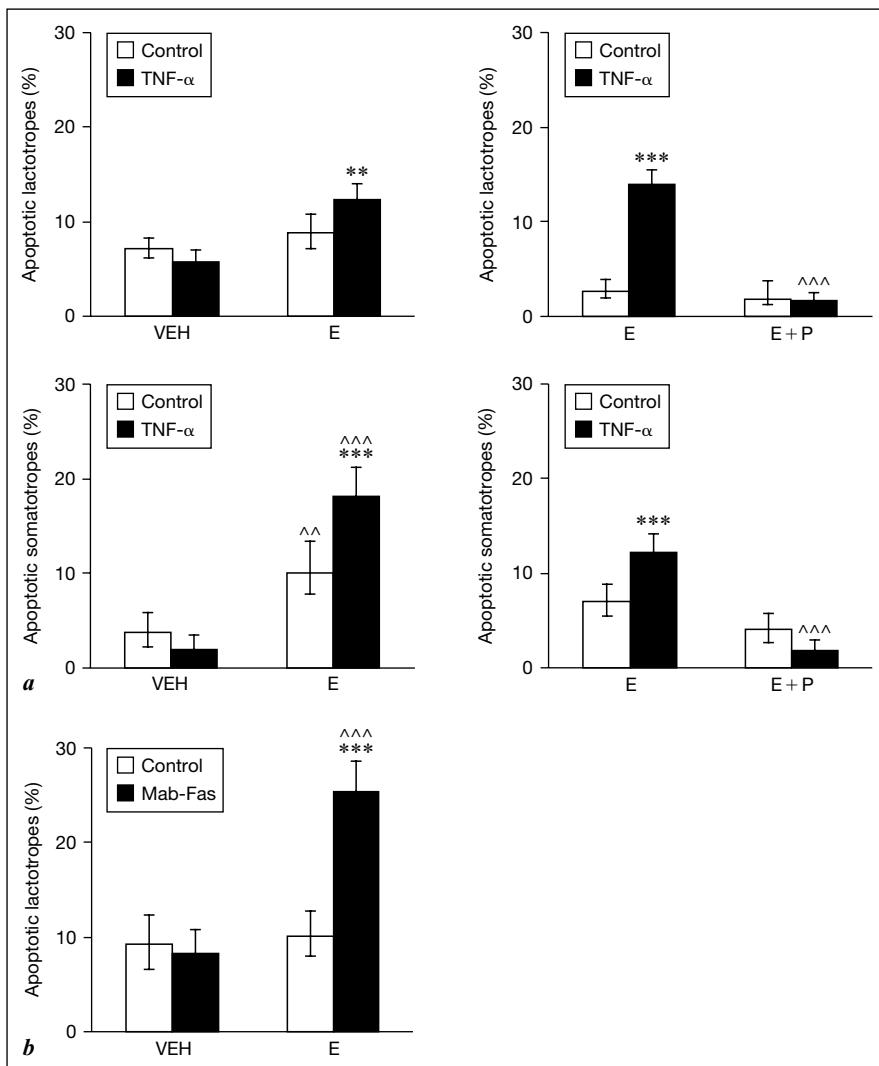 30
20
10
0
Apoptotic lactotropes (%)
Control
TNF-α
**
VEH
E
30
20
10
0
Apoptotic lactotropes (%)
Control
TNF-α
***
^^^
E
E + P
30
20
10
0
Apoptotic somatotropes (%)
Control
TNF-α
^^
^^^
***
VEH
E
30
20
10
0
Apoptotic somatotropes (%)
Control
TNF-α
***
^^^
E
E + P
a
30
20
10
0
Apoptotic lactotropes (%)
Control
Mab-Fas
^^^
***
VEH
E
b